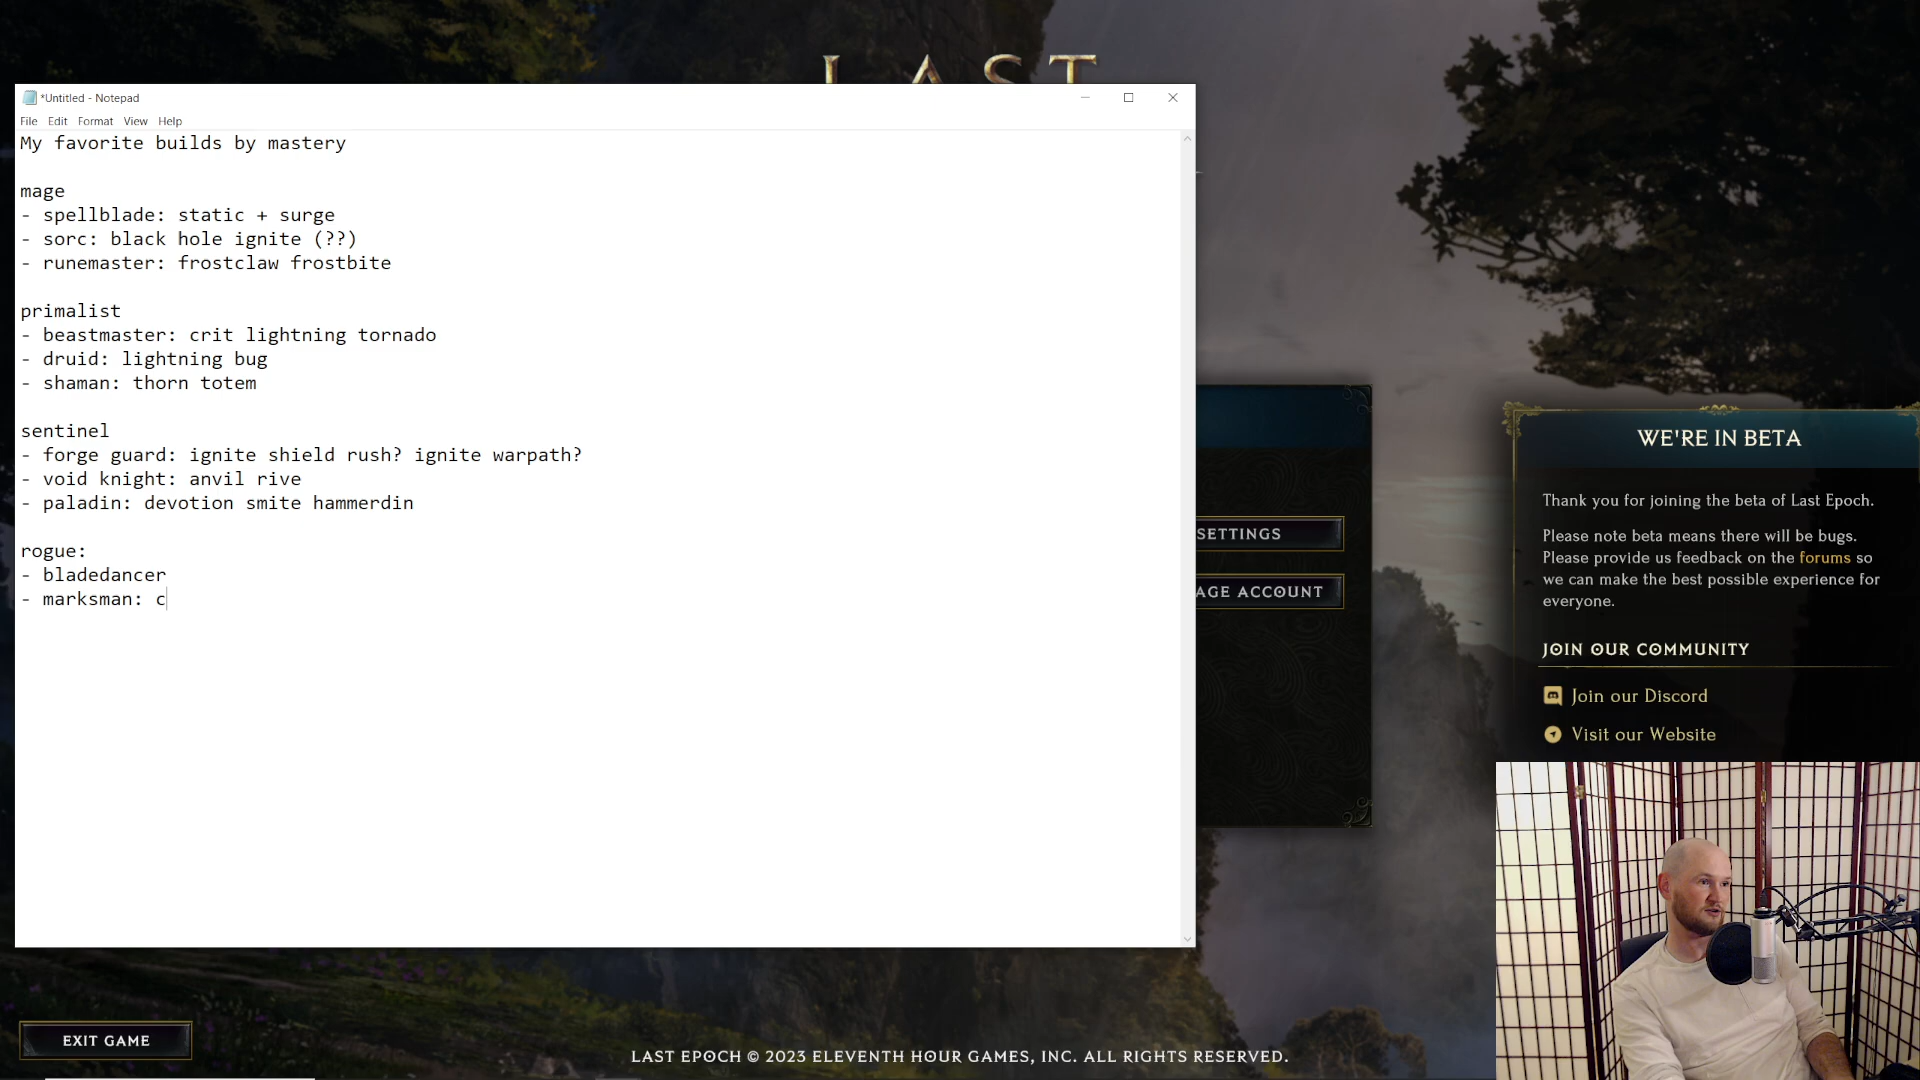 LAST
*Untitled - Notepad
File Edit Format View Help
My favorite builds by mastery
mage
- spellblade: static + surge
- sorc: black hole ignite (??)
- runemaster: frostclaw frostbite
primalist
- beastmaster: crit lightning tornado
- druid: lightning bug
- shaman: thorn totem
sentinel
- forge guard: ignite shield rush? ignite warpath?
- void knight: anvil rive
- paladin: devotion smite hammerdin
rogue:
- bladedancer
- marksman: c
SETTINGS
AGE ACCOUNT
WE'RE IN BETA
Thank you for joining the beta of Last Epoch.
Please note beta means there will be bugs.
Please provide us feedback on the forums so
we can make the best possible experience for
everyone.
JOIN OUR COMMUNITY
Join our Discord
Visit our Website
EXIT GAME
LAST EPOCH © 2023 ELEVENTH HOUR GAMES, INC. ALL RIGHTS RESERVED.